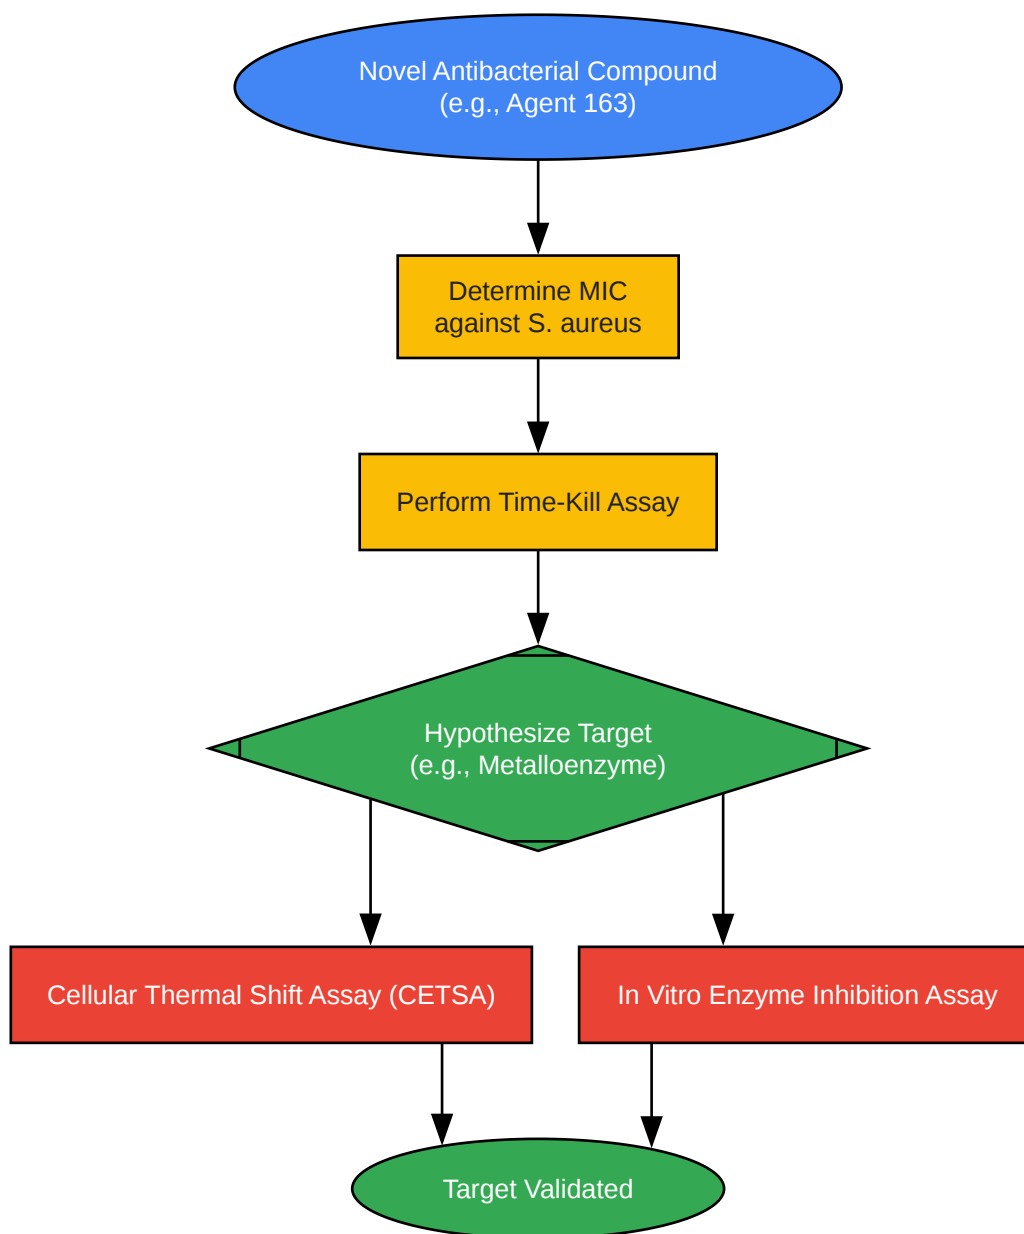 Novel Antibacterial Compound
(e.g., Agent 163)
Determine MIC
against S. aureus
Perform Time-Kill Assay
Hypothesize Target
(e.g., Metalloenzyme)
Cellular Thermal Shift Assay (CETSA)
In Vitro Enzyme Inhibition Assay
Target Validated